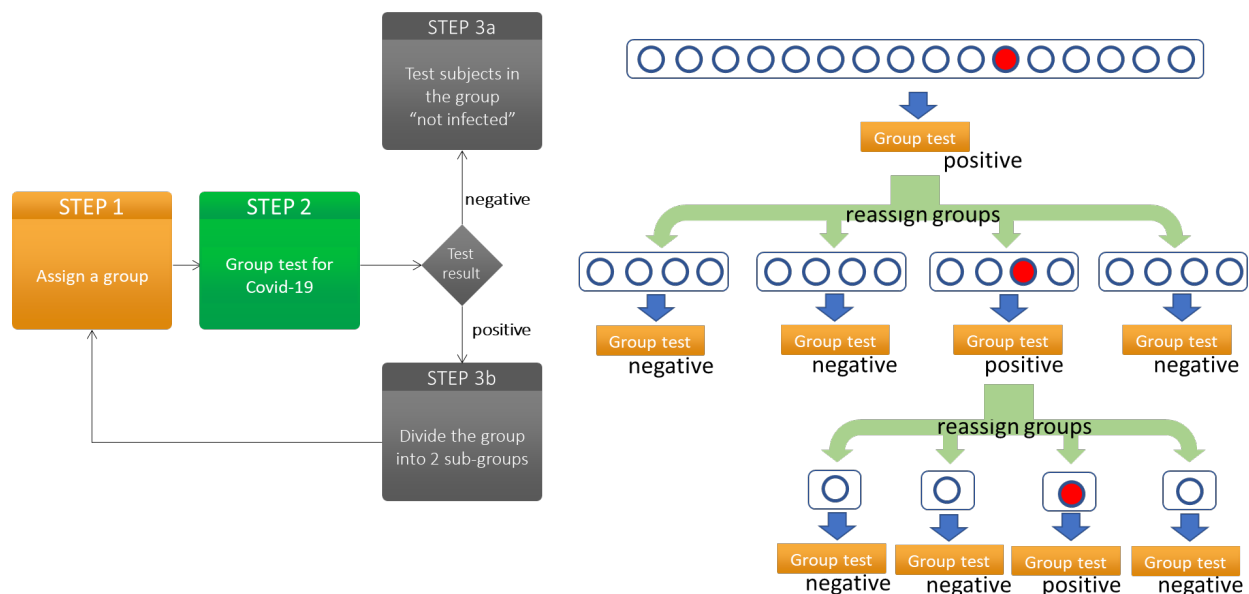 STEP 1
Assign a group
STEP 2
Group test for
Covid-19
Test
result
negative
STEP 3a
Test subjects in
the group
“not infected”
positive
STEP 3b
Divide the group
into 2 sub-groups
Group test
positive
reassign groups
Group test
negative
Group test
negative
Group test
positive
Group test
negative
reassign groups
Group test
negative
Group test
negative
Group test
positive
Group test
negative